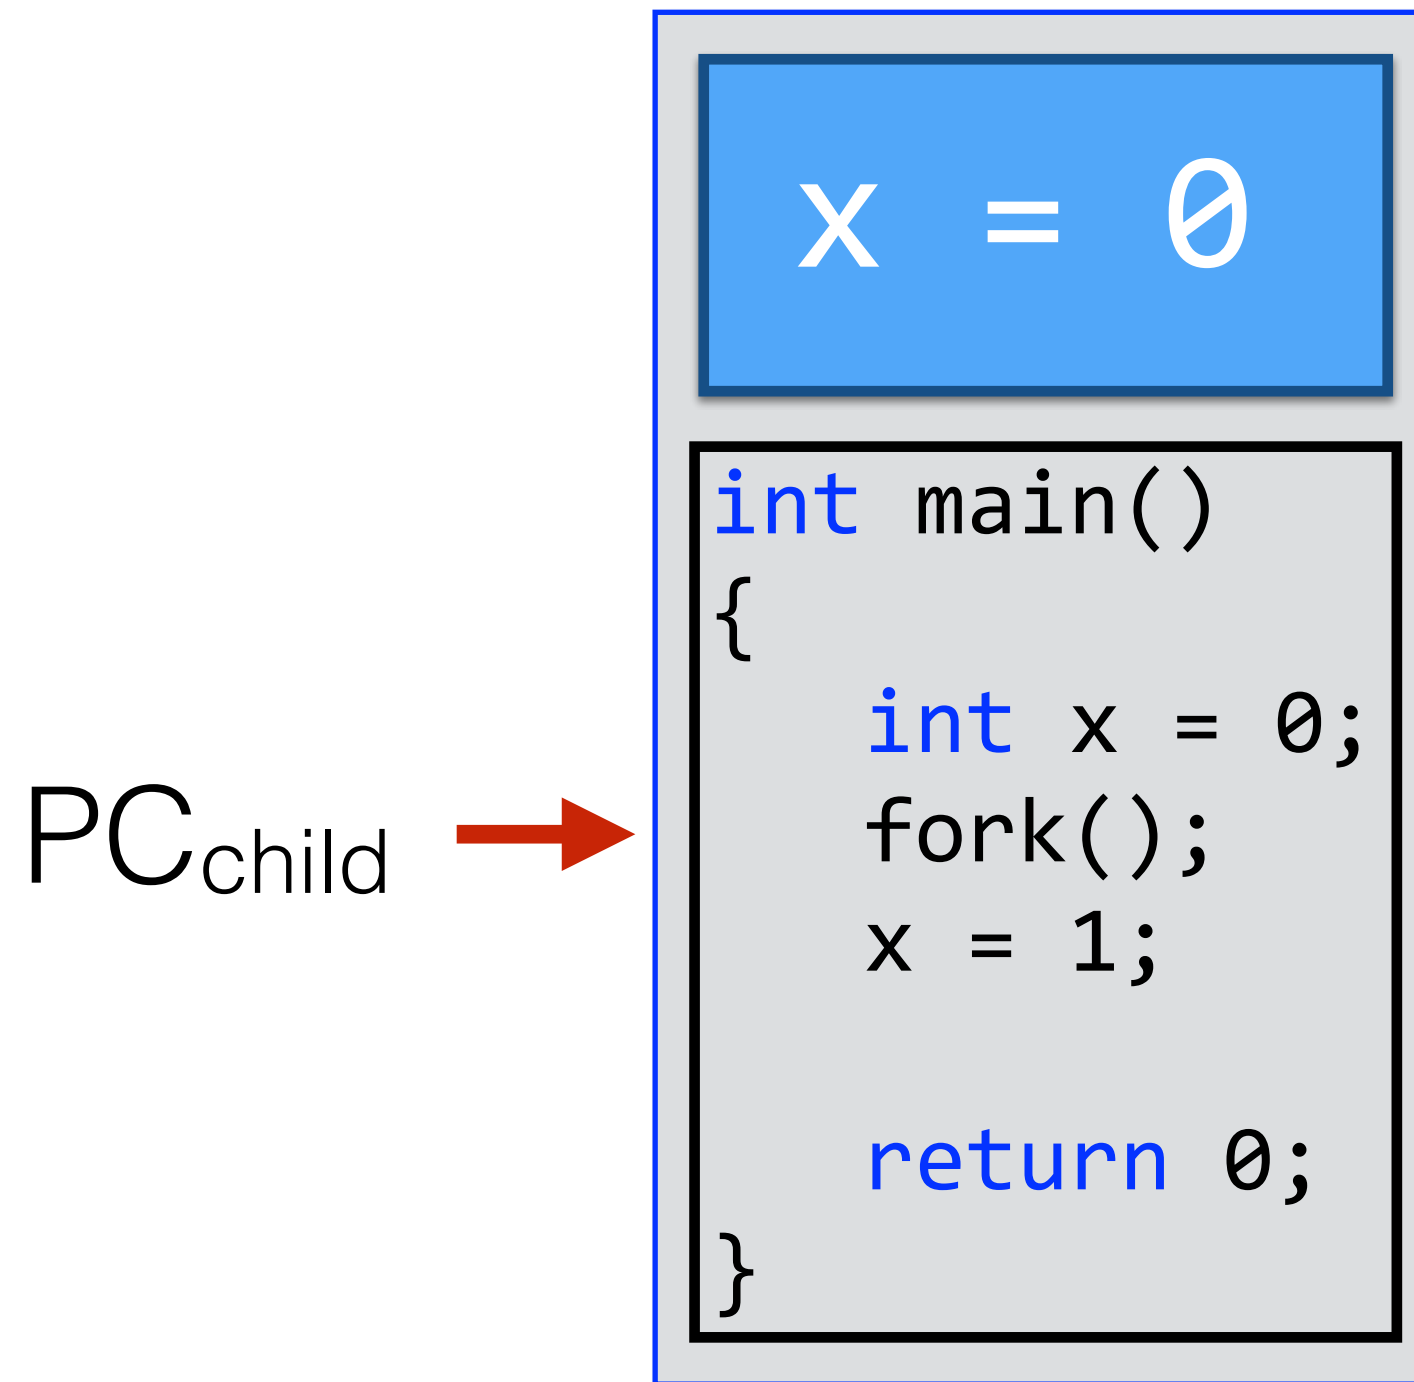 x = 0
int main()
{
int x = 0;
PCchild
fork();
x = 1;
return 0;
}